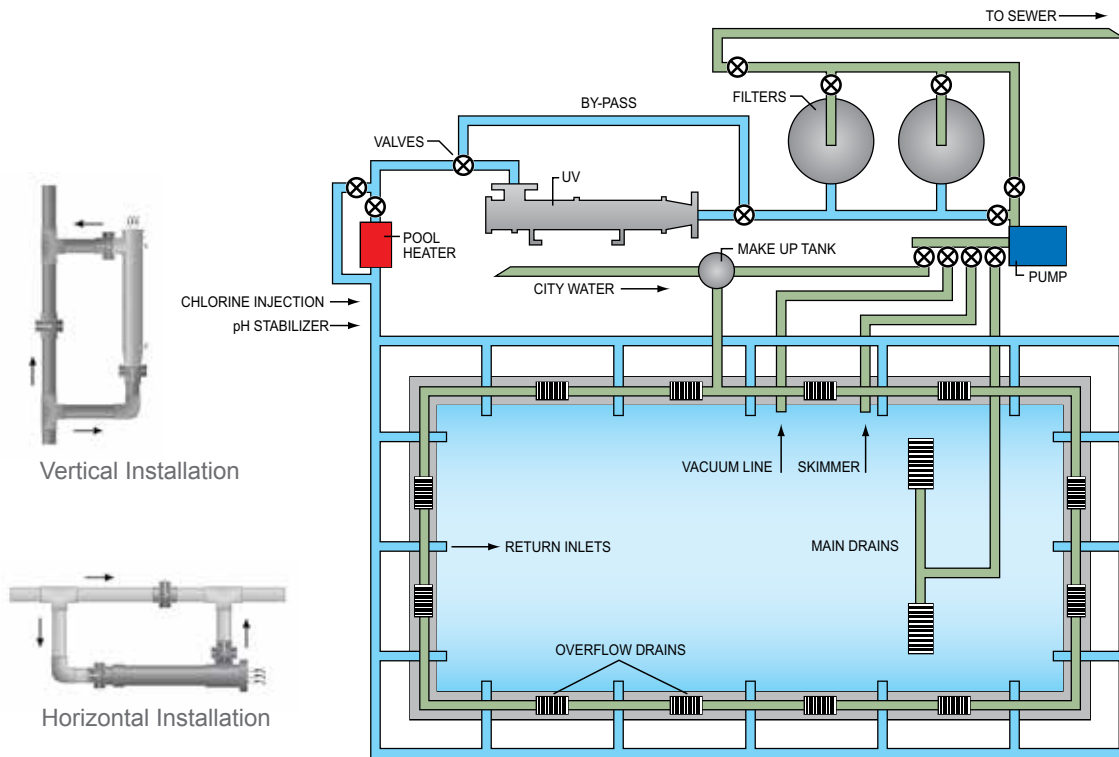 TO SEWER
FILTERS
BY-PASS
VALVES
UV
POOL
HEATER
MAKE UP TANK
PUMP
CITY WATER
CHLORINE INJECTION
pH STABILIZER
VACUUM LINE
SKIMMER
RETURN INLETS
MAIN DRAINS
OVERFLOW DRAINS
Vertical Installation
Horizontal Installation